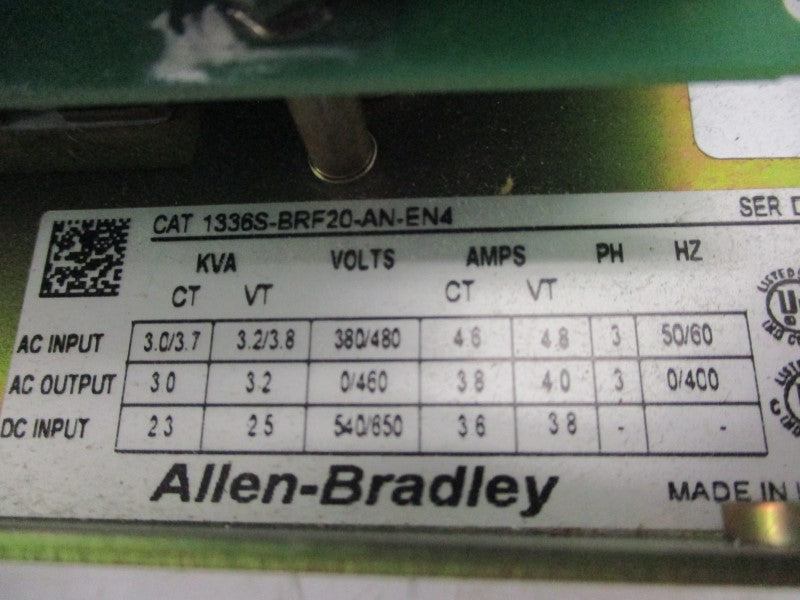 CAT 1336S-BRF20-AN-EN4 SER D
KVA VOLTS AMPS PH HZ
CT VT CT VT
AC INPUT 3.0/3.7 3.2/3.8 380/480 4.6 4.8 3 50/60
AC OUTPUT 3.0 3.2 0/460 3.8 4.0 3 0/400
DC INPUT 2.3 2.5 540/650 3.6 3.8 - -
Allen-Bradley MADE IN
LISTED
U